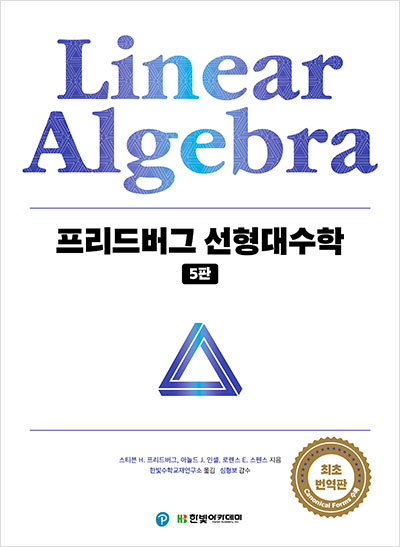 Linear
Algebra
프리드버그 선형대수학
5판
스티븐 H. 프리드버그, 아놀드 J. 인셀, 로렌스 E. 스펜스 지음
한빛수학교재연구소 옮김 심형보 감수
최초
번역판
Canonical Forms 수록
P
HB 한빛아카데미